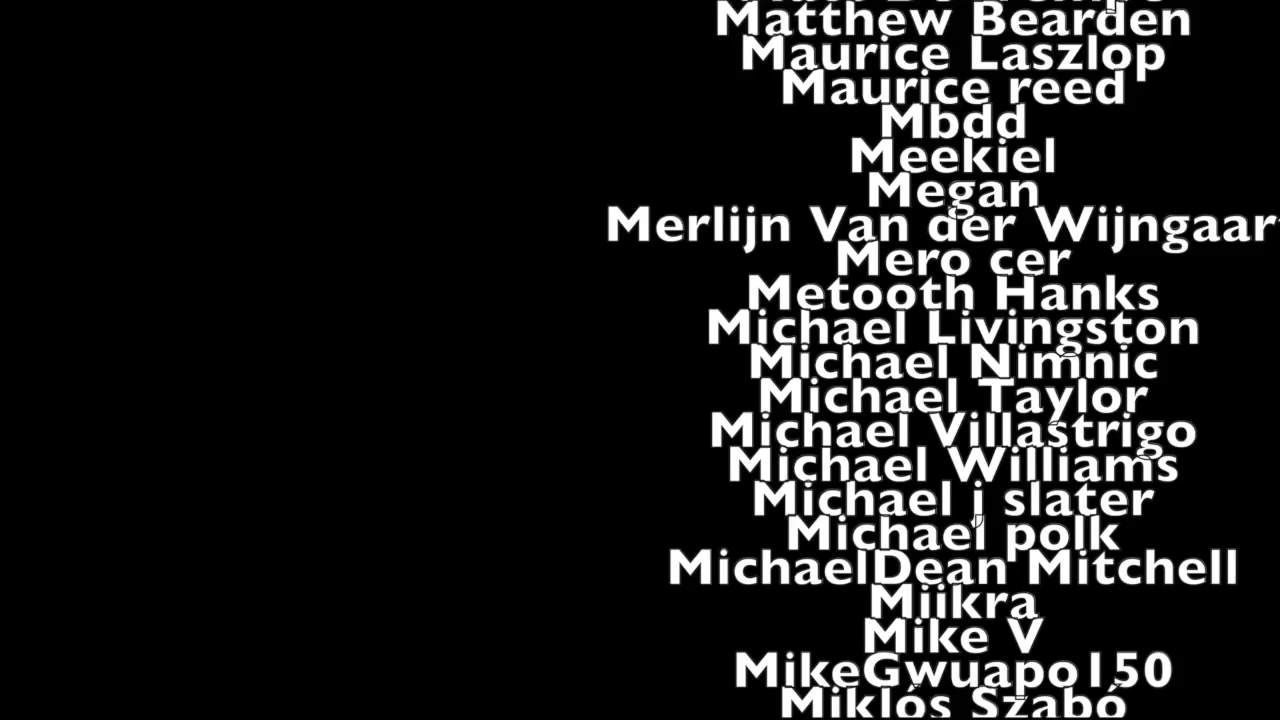 Matthew Bearden
Maurice Laszlop
Maurice reed
Mbdd
Meekiel
Megan
Merlijn Van der Wijngaar
Mero cer
Metooth Hanks
Michael Livingston
Michael Nimnic
Michael Taylor
Michael Villastrigo
Michael Williams
Michael j slater
Michael polk
MichaelDean Mitchell
Miikra
Mike V
MikeGwuapo150
Miklós Szabó